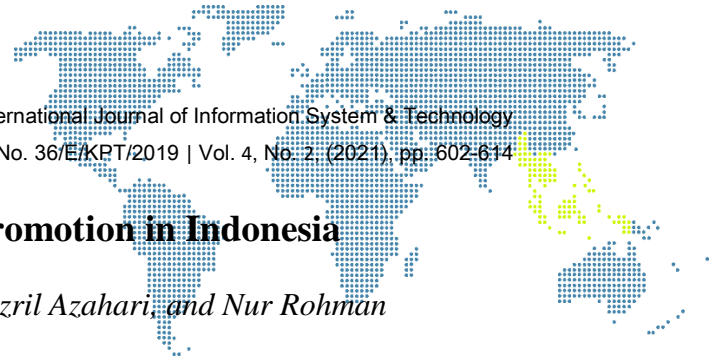 ernational Journal of Information System & Technology
No. 36/E/KPT/2019 | Vol. 4, No. 2, (2021), pp. 602-614
romotion in Indonesia
zril Azahari, and Nur Rohman